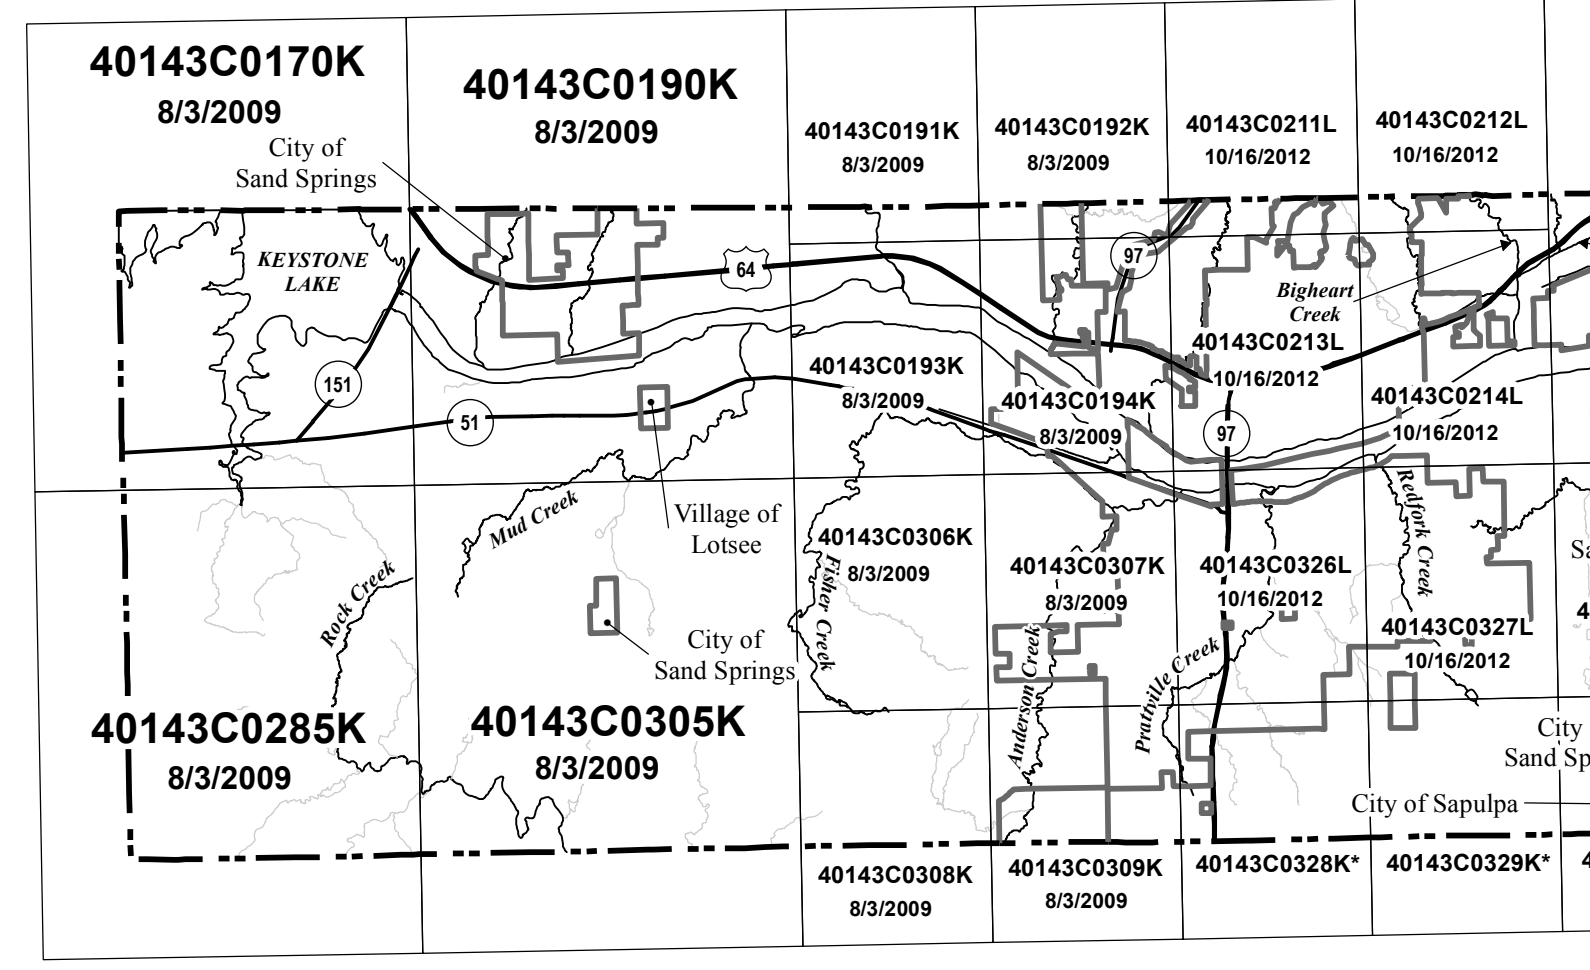 40143C0170K
8/3/2009
40143C0190K
8/3/2009
40143C0191K
8/3/2009
40143C0192K
8/3/2009
40143C0211L
10/16/2012
40143C0212L
10/16/2012
City of
Sand Springs
KEYSTONE
LAKE
64
97
Bigheart
Creek
40143C0213L
10/16/2012
151
51
40143C0193K
8/3/2009
40143C0194K
8/3/2009
97
40143C0214L
10/16/2012
Mud Creek
Village of
Lotsee
Redfork Creek
40143C0306K
8/3/2009
Fisher Creek
40143C0307K
8/3/2009
40143C0326L
10/16/2012
Rock Creek
City of
Sand Springs
Anderson Creek
Prattville Creek
40143C0327L
10/16/2012
Sa
4
40143C0285K
8/3/2009
40143C0305K
8/3/2009
City
Sand Sp
City of Sapulpa
40143C0308K
8/3/2009
40143C0309K
8/3/2009
40143C0328K*
40143C0329K*
4